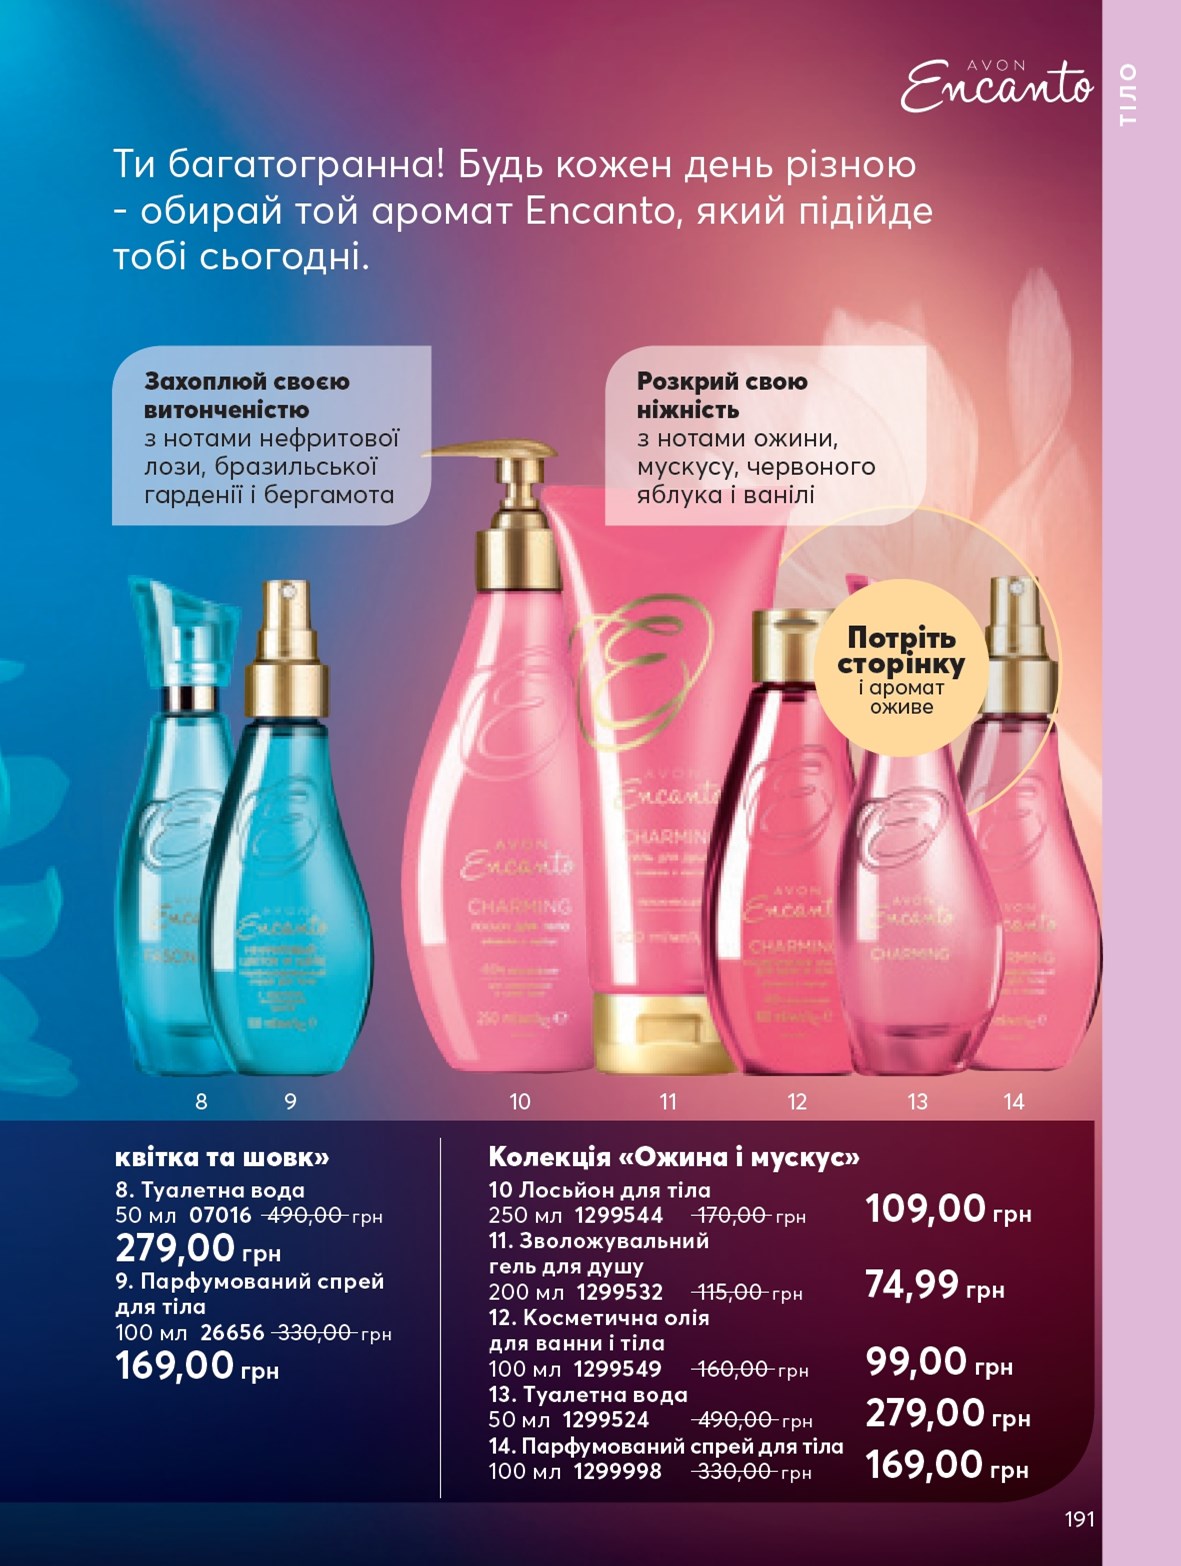 AVON
Encanto
ТІЛО
Ти багатогранна! Будь кожен день різною
- обирай той аромат Encanto, який підійде
тобі сьогодні.
Захоплюй своєю
витонченістю
з нотами нефритової
лози, бразильської
гарденії і бергамота
Розкрий свою
ніжність
з нотами ожини,
мускусу, червоного
яблука і ванілі
Потріть
сторінку
і аромат
оживе
AVON
Encanto
AVON
Encanto
CHARMING
250
AVON
Encanto
CHARMING
AVON
Encant
CHARMING
Encanto
CHARMING
8
9
10
11
12
13
14
квітка та шовк»
8. Туалетна вода
50 мл 07016 490,00 грн
279,00 грн
9. Парфумований спрей
для тіла
100 мл 26656 330,00 грн
169,00 грн
Колекція «Ожина і мускус»
10 Лосьйон для тіла
250 мл 1299544 170,00 грн 109,00 грн
11. Зволожувальний
гель для душу
200 мл 1299532 115,00 грн 74,99 грн
12. Косметична олія
для ванни і тіла
100 мл 1299549 160,00 грн 99,00 грн
13. Туалетна вода
50 мл 1299524 490,00 грн 279,00 грн
14. Парфумований спрей для тіла
100 мл 1299998 330,00 грн 169,00 грн
191